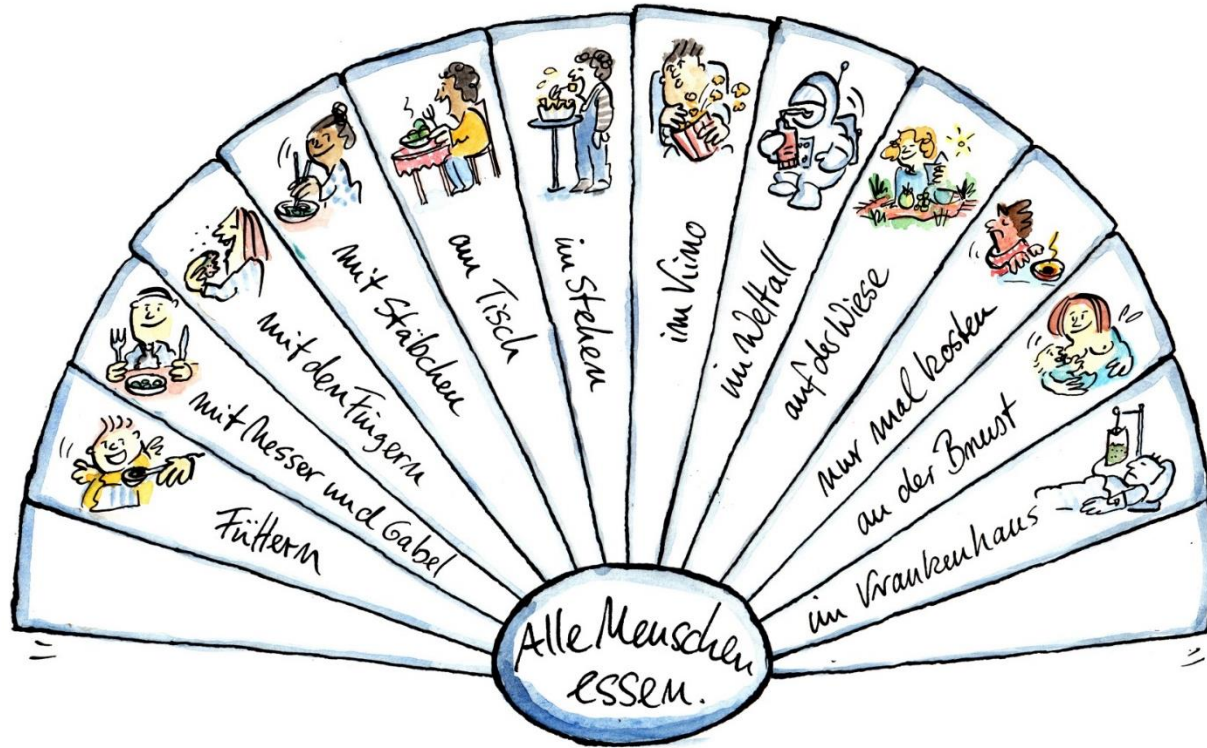 Füttern
mit Messer und Gabel
mit den Fingern
mit Stäbchen
am Tisch
im Stehen
im Kino
im Weltall
auf der Wiese
nur mal kosten
an der Brust
im Krankenhaus
Alle Menschen
essen.